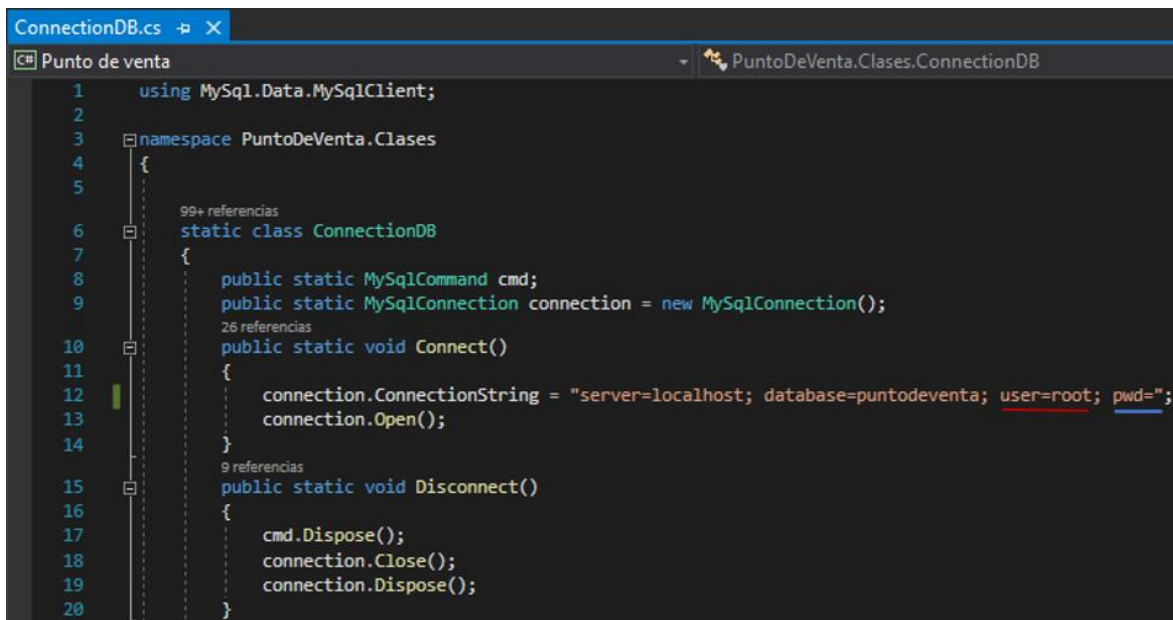 ConnectionDB.cs
C# Punto de venta PuntoDeVenta.Clases.ConnectionDB
1 using MySql.Data.MySqlClient;
2
3 namespace PuntoDeVenta.Clases
4 {
5
99+ referencias
6 static class ConnectionDB
7 {
8 public static MySqlCommand cmd;
9 public static MySqlConnection connection = new MySqlConnection();
26 referencias
10 public static void Connect()
11 {
12 connection.ConnectionString = "server=localhost; database=puntodeventa; user=root; pwd=";
13 connection.Open();
14 }
9 referencias
15 public static void Disconnect()
16 {
17 cmd.Dispose();
18 connection.Close();
19 connection.Dispose();
20 }